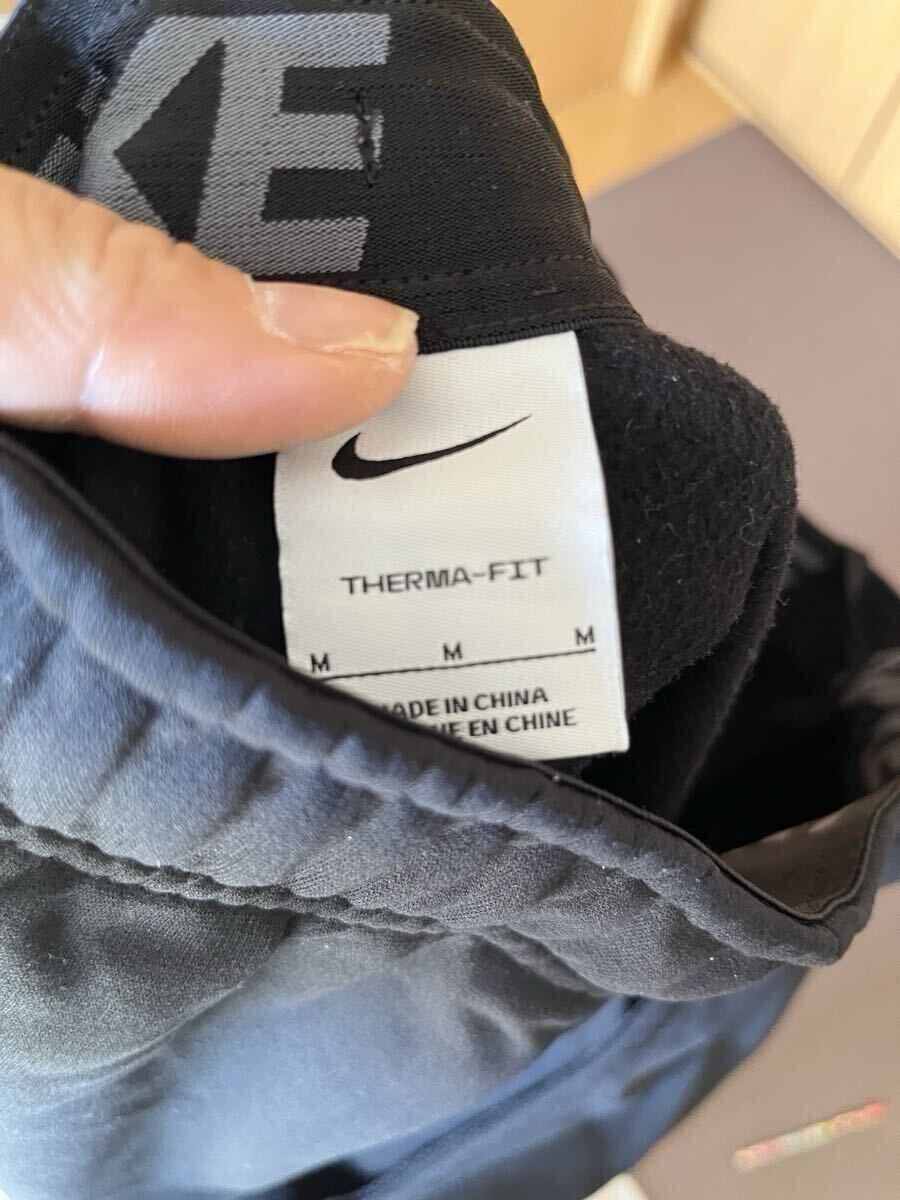 KE
THERMA-FIT
M M M
MADE IN CHINA
EN CHINE